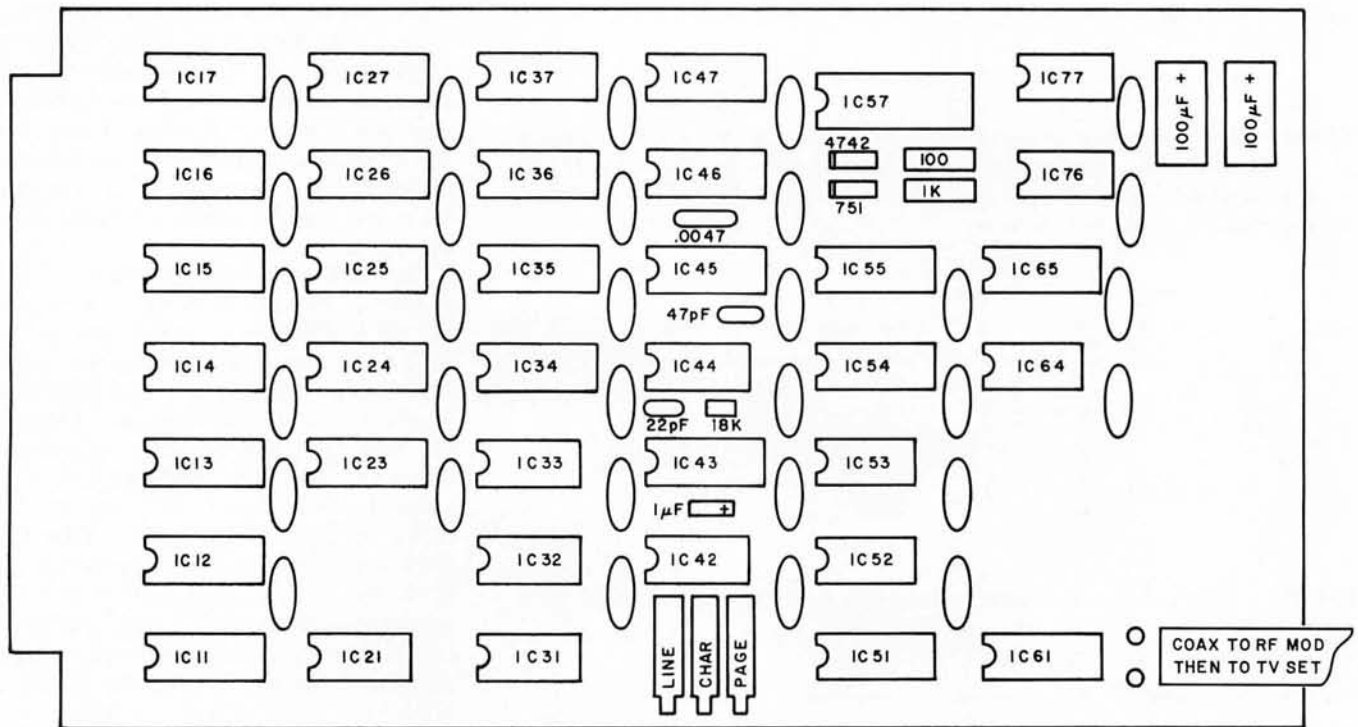 IC17 IC27 IC37 IC47 IC57 IC77 100µF + 100µF +
4742 100
IC16 IC26 IC36 IC46 751 1K IC76
.0047
IC15 IC25 IC35 IC45 IC55 IC65
47pF
IC14 IC24 IC34 IC44 IC54 IC64
22pF 18K
IC13 IC23 IC33 IC43 IC53
1µF +
IC12 IC32 IC42 IC52
IC11 IC21 IC31 LINE CHAR PAGE IC51 IC61
COAX TO RF MOD
THEN TO TV SET